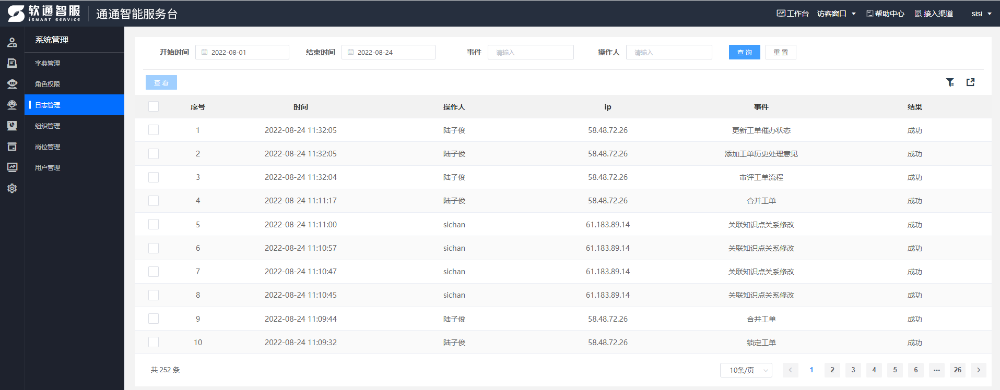 软通智服
iSMART SERVICE
通通智能服务台
工作台 访客窗口 帮助中心 接入渠道 sisi
系统管理
字典管理
角色权限
日志管理
组织管理
岗位管理
用户管理
开始时间 2022-08-01 结束时间 2022-08-24 事件 请输入 操作人 请输入 查询 重置
查看
序号 时间 操作人 ip 事件 结果
1 2022-08-24 11:32:05 陆子俊 58.48.72.26 更新工单催办状态 成功
2 2022-08-24 11:32:05 陆子俊 58.48.72.26 添加工单历史处理意见 成功
3 2022-08-24 11:32:04 陆子俊 58.48.72.26 审评工单流程 成功
4 2022-08-24 11:11:17 陆子俊 58.48.72.26 合并工单 成功
5 2022-08-24 11:11:00 sichan 61.183.89.14 关联知识点关系修改 成功
6 2022-08-24 11:10:57 sichan 61.183.89.14 关联知识点关系修改 成功
7 2022-08-24 11:10:47 sichan 61.183.89.14 关联知识点关系修改 成功
8 2022-08-24 11:10:45 sichan 61.183.89.14 关联知识点关系修改 成功
9 2022-08-24 11:09:44 陆子俊 58.48.72.26 合并工单 成功
10 2022-08-24 11:09:32 陆子俊 58.48.72.26 锁定工单 成功
共 252 条 10条/页 < 1 2 3 4 5 6 ··· 26 >